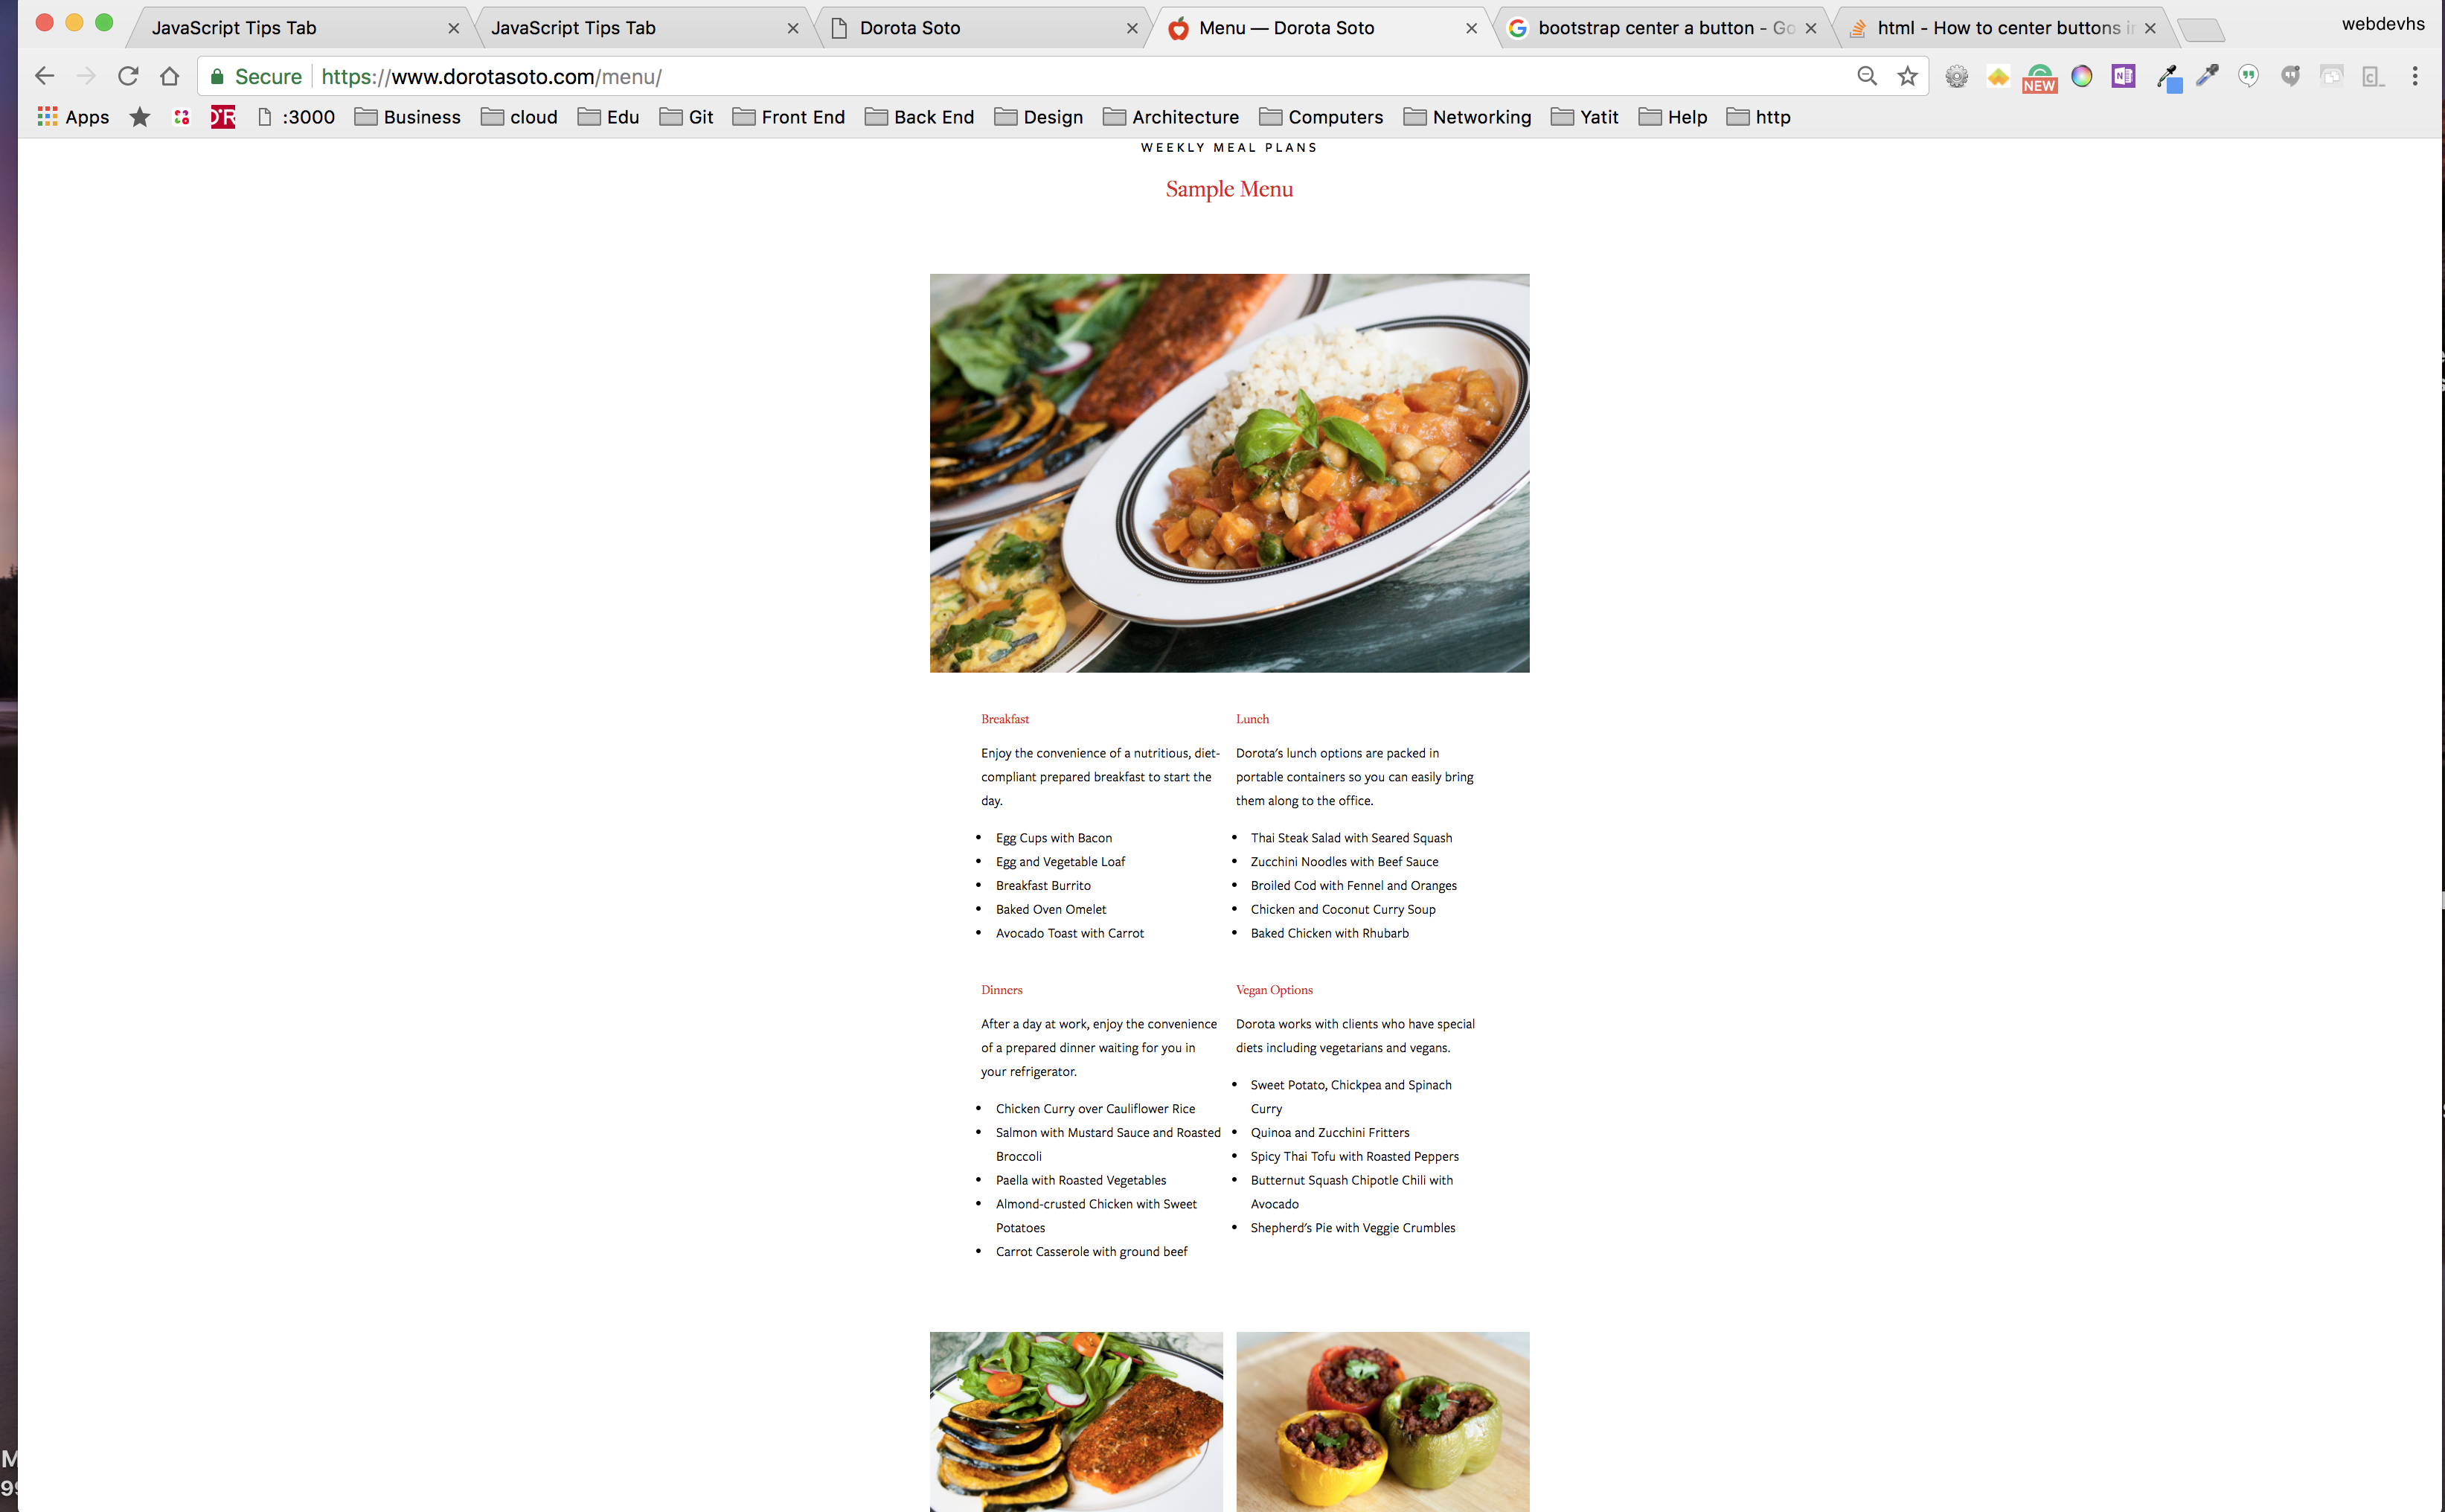 JavaScript Tips Tab
JavaScript Tips Tab
Dorota Soto
Menu — Dorota Soto
bootstrap center a button - Go
html - How to center buttons in
webdevhs
Secure
https://www.dorotasoto.com/menu/
NEW
Apps
D'R
:3000
Business
cloud
Edu
Git
Front End
Back End
Design
Architecture
Computers
Networking
Yatit
Help
http
WEEKLY MEAL PLANS
Sample Menu
Breakfast
Enjoy the convenience of a nutritious, diet-
compliant prepared breakfast to start the
day.
• Egg Cups with Bacon
• Egg and Vegetable Loaf
• Breakfast Burrito
• Baked Oven Omelet
• Avocado Toast with Carrot
Lunch
Dorota's lunch options are packed in
portable containers so you can easily bring
them along to the office.
• Thai Steak Salad with Seared Squash
• Zucchini Noodles with Beef Sauce
• Broiled Cod with Fennel and Oranges
• Chicken and Coconut Curry Soup
• Baked Chicken with Rhubarb
Dinners
After a day at work, enjoy the convenience
of a prepared dinner waiting for you in
your refrigerator.
• Chicken Curry over Cauliflower Rice
• Salmon with Mustard Sauce and Roasted
Broccoli
• Paella with Roasted Vegetables
• Almond-crusted Chicken with Sweet
Potatoes
• Carrot Casserole with ground beef
Vegan Options
Dorota works with clients who have special
diets including vegetarians and vegans.
• Sweet Potato, Chickpea and Spinach
Curry
• Quinoa and Zucchini Fritters
• Spicy Thai Tofu with Roasted Peppers
• Butternut Squash Chipotle Chili with
Avocado
• Shepherd's Pie with Veggie Crumbles